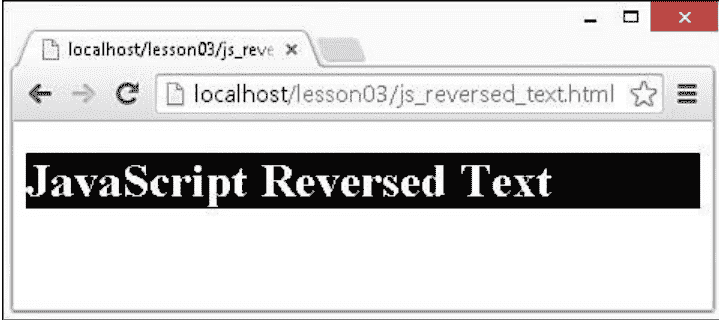 localhost/lesson03/js_reve
localhost/lesson03/js_reversed_text.html
JavaScript Reversed Text